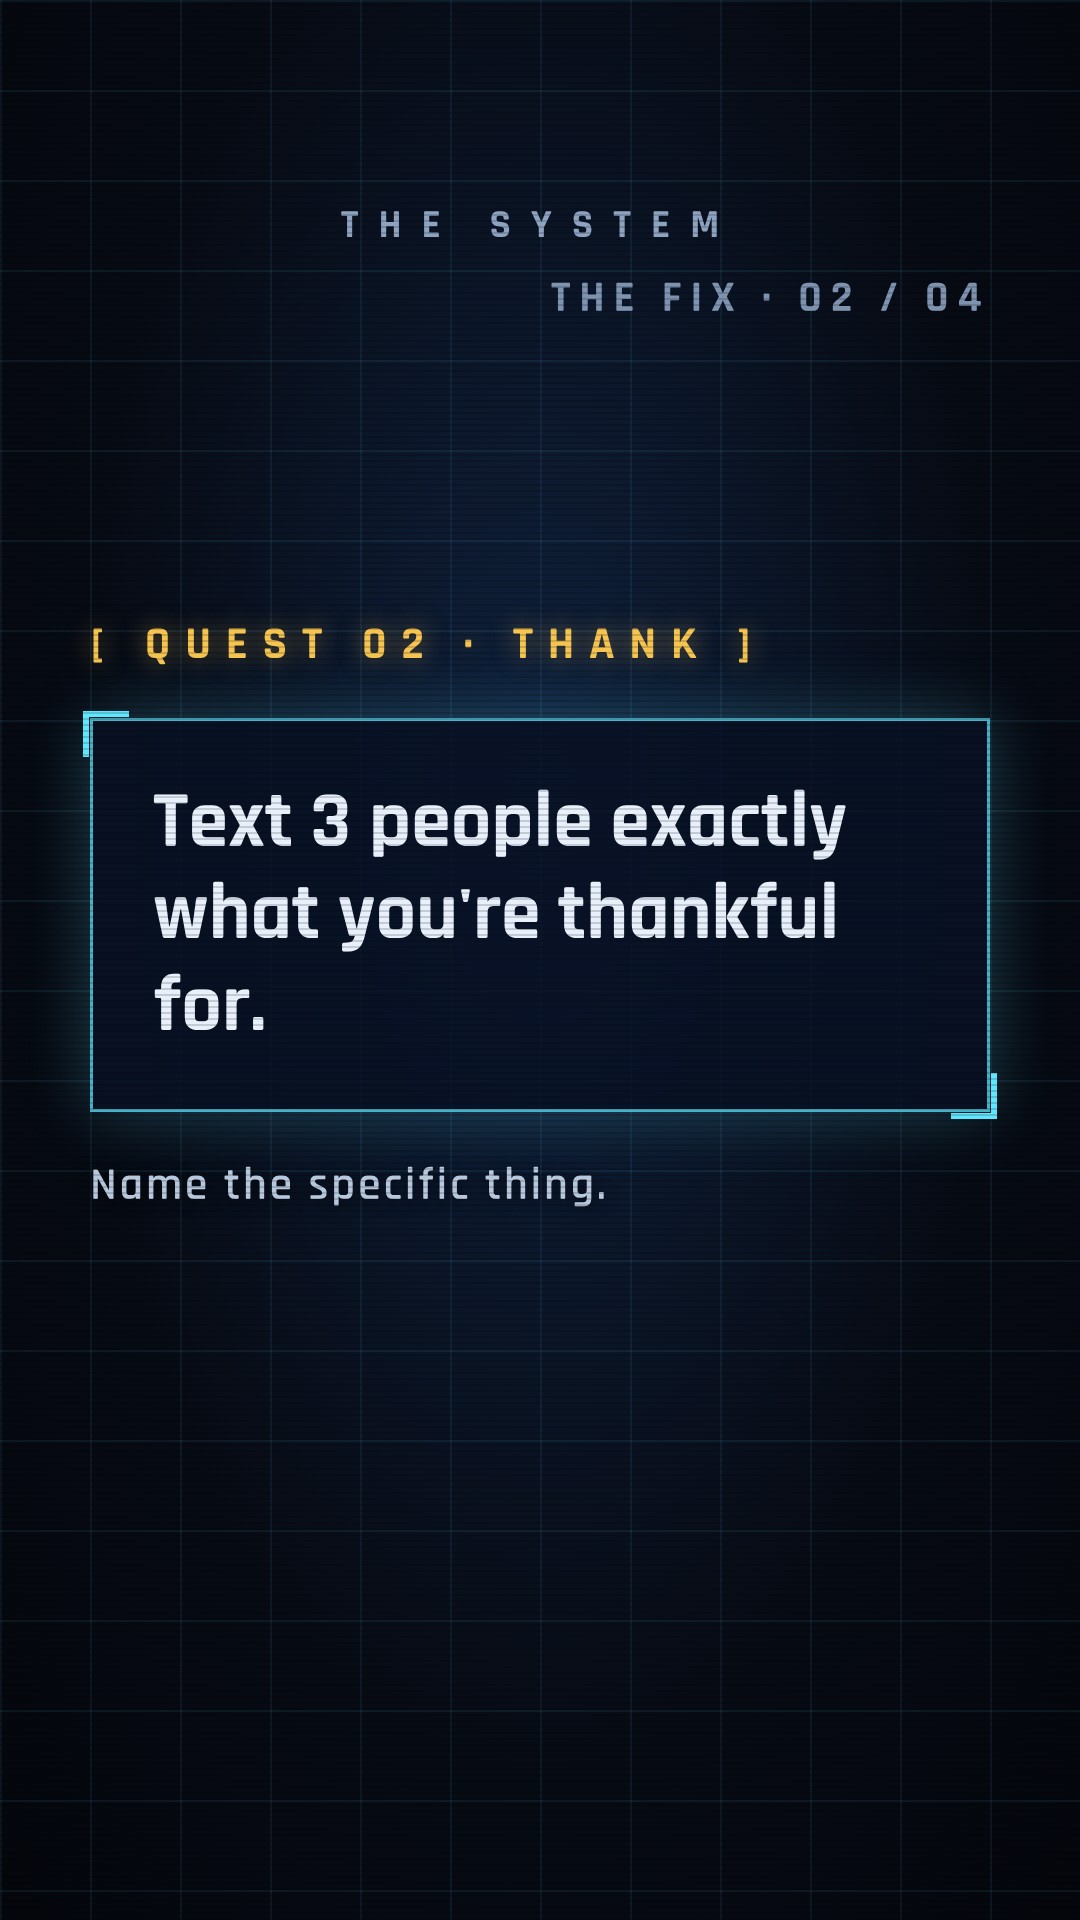 THE SYSTEM
THE FIX · 02 / 04
[ QUEST 02 · THANK ]
Text 3 people exactly
what you're thankful
for.
Name the specific thing.